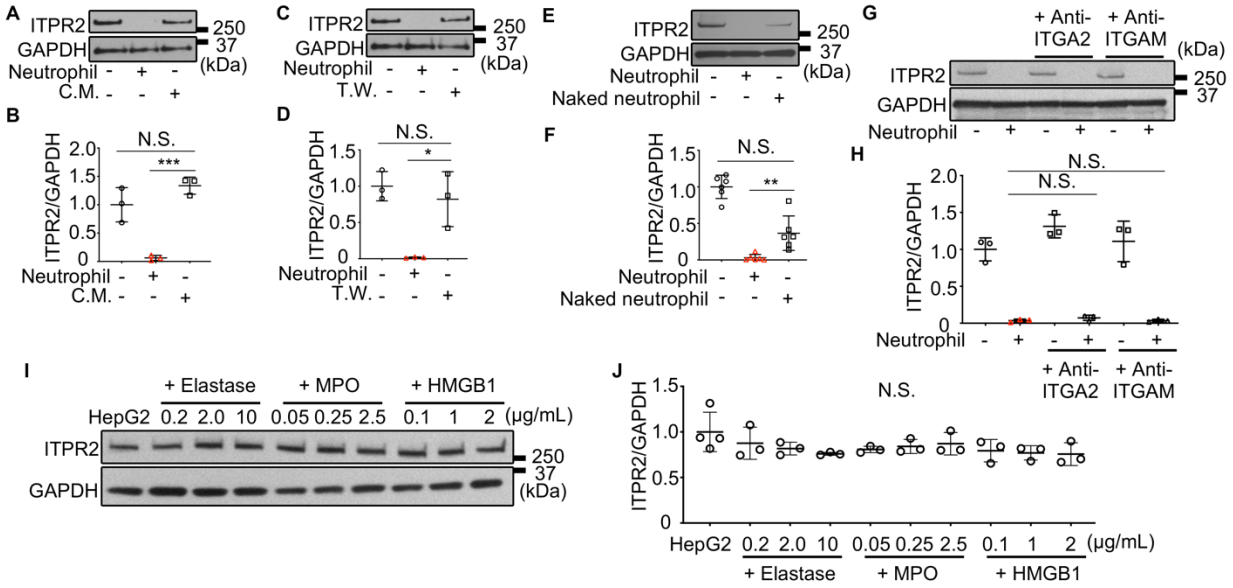 A
ITPR2
250
GAPDH
37
(kDa)
Neutrophil - + -
C.M. - - +
B
N.S.
***
ITPR2/GAPDH
2.0
1.5
1.0
0.5
0
Neutrophil - + -
C.M. - - +
C
ITPR2
250
GAPDH
37
(kDa)
Neutrophil - + -
T.W. - - +
D
N.S.
*
ITPR2/GAPDH
1.5
1.0
0.5
0
Neutrophil - + -
T.W. - - +
E
ITPR2
250
GAPDH
37
(kDa)
Neutrophil - + -
Naked neutrophil - - +
F
N.S.
**
ITPR2/GAPDH
1.5
1.0
0.5
0
Neutrophil - + -
Naked neutrophil - - +
G
+ Anti-
ITGA2
+ Anti-
ITGAM
(kDa)
ITPR2
250
GAPDH
37
Neutrophil - + - + - +
H
N.S.
N.S.
ITPR2/GAPDH
2.0
1.5
1.0
0.5
0
Neutrophil - + - + - +
+ Anti-
ITGA2
+ Anti-
ITGAM
I
+ Elastase + MPO + HMGB1
HepG2 0.2 2.0 10 0.05 0.25 2.5 0.1 1 2 (µg/mL)
ITPR2
250
GAPDH
37
(kDa)
J
N.S.
ITPR2/GAPDH
1.5
1.0
0.5
0
HepG2 0.2 2.0 10 0.05 0.25 2.5 0.1 1 2 (µg/mL)
+ Elastase + MPO + HMGB1